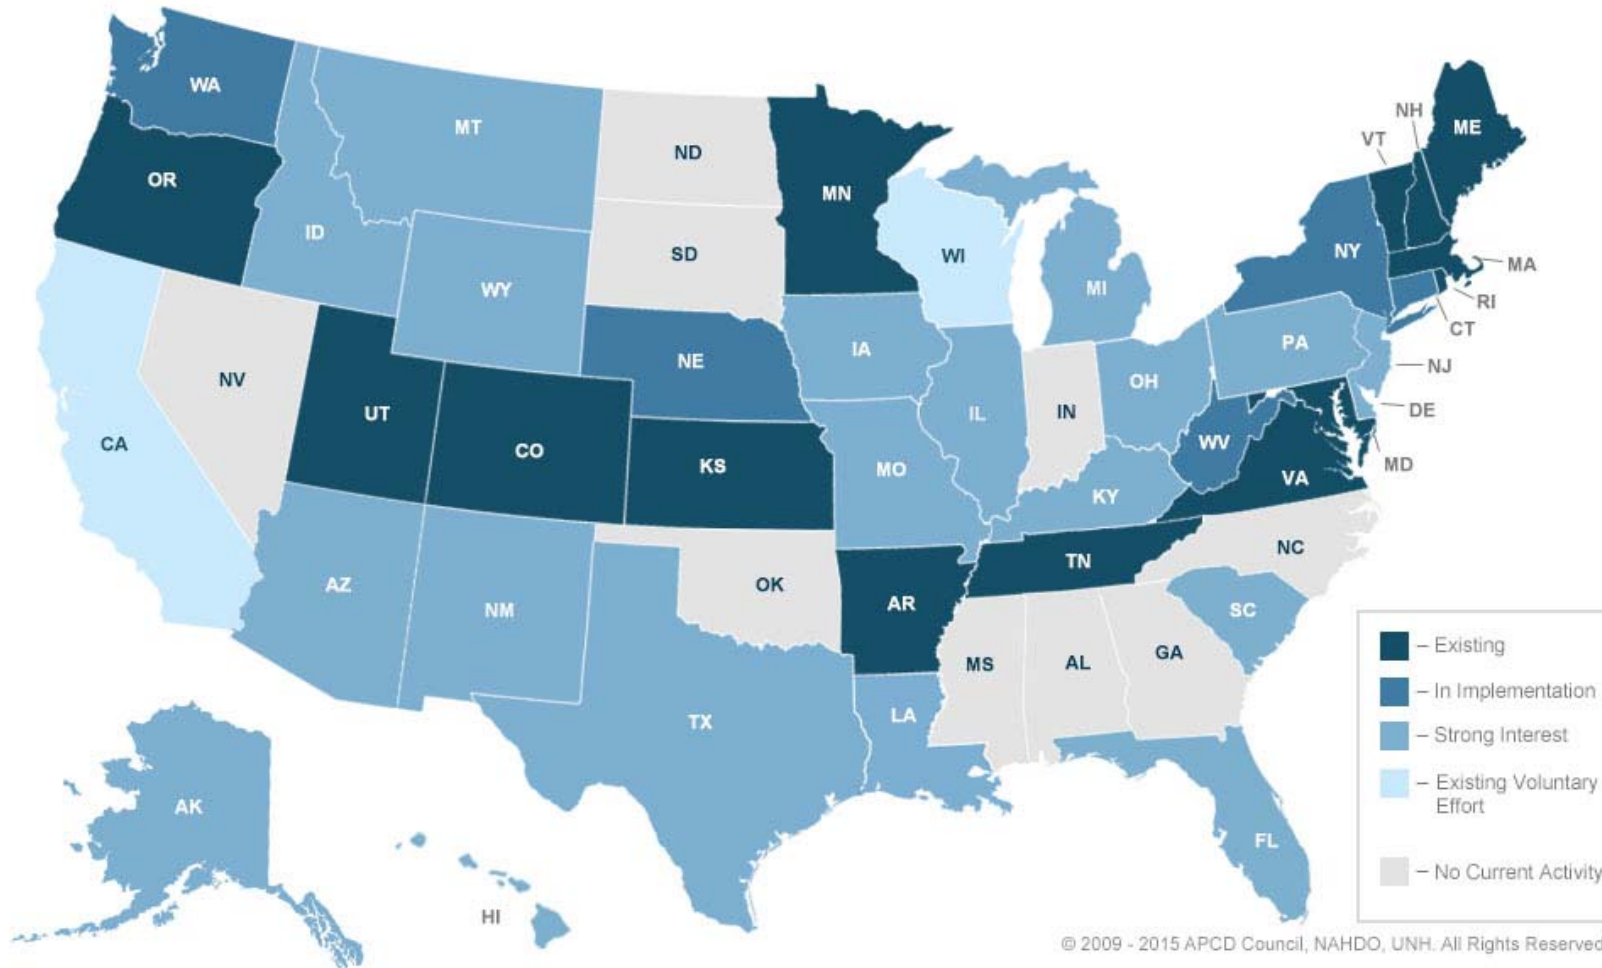 WA
MT
ND
MN
NH
ME
VT
OR
ID
SD
WI
NY
MA
WY
MI
RI
CT
IA
NE
PA
NJ
NV
UT
OH
IL
IN
DE
CA
CO
KS
MO
WV
MD
KY
VA
AZ
NM
OK
AR
TN
NC
SC
MS
AL
GA
TX
LA
AK
FL
HI
– Existing
– In Implementation
– Strong Interest
– Existing Voluntary
Effort
– No Current Activity
© 2009 - 2015 APCD Council, NAHDO, UNH. All Rights Reserved